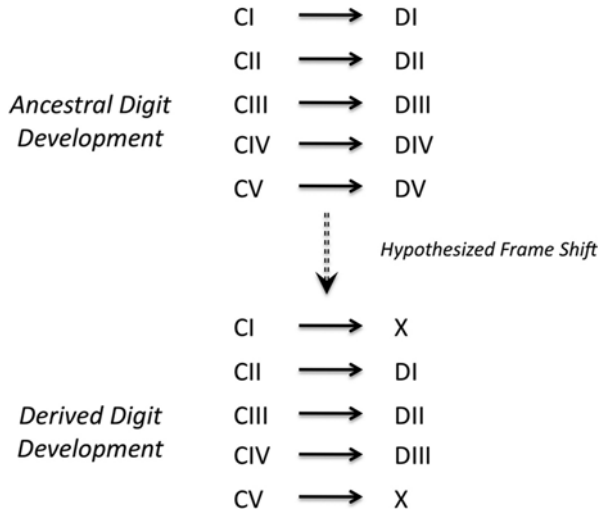 CI → DI
CII → DII
Ancestral Digit
CIII → DIII
Development
CIV → DIV
CV → DV
Hypothesized Frame Shift
CI → X
CII → DI
Derived Digit
CIII → DII
Development
CIV → DIII
CV → X